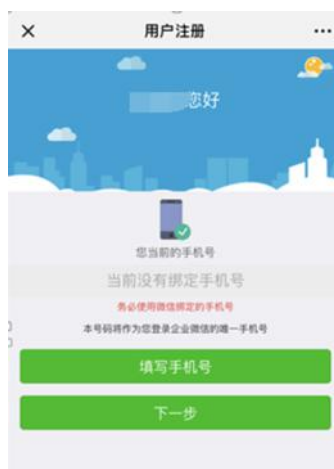 用户注册
您好
您当前的手机号
当前没有绑定手机号
务必使用微信绑定的手机号
本号码将作为您登录企业微信的唯一手机号
填写手机号
下一步